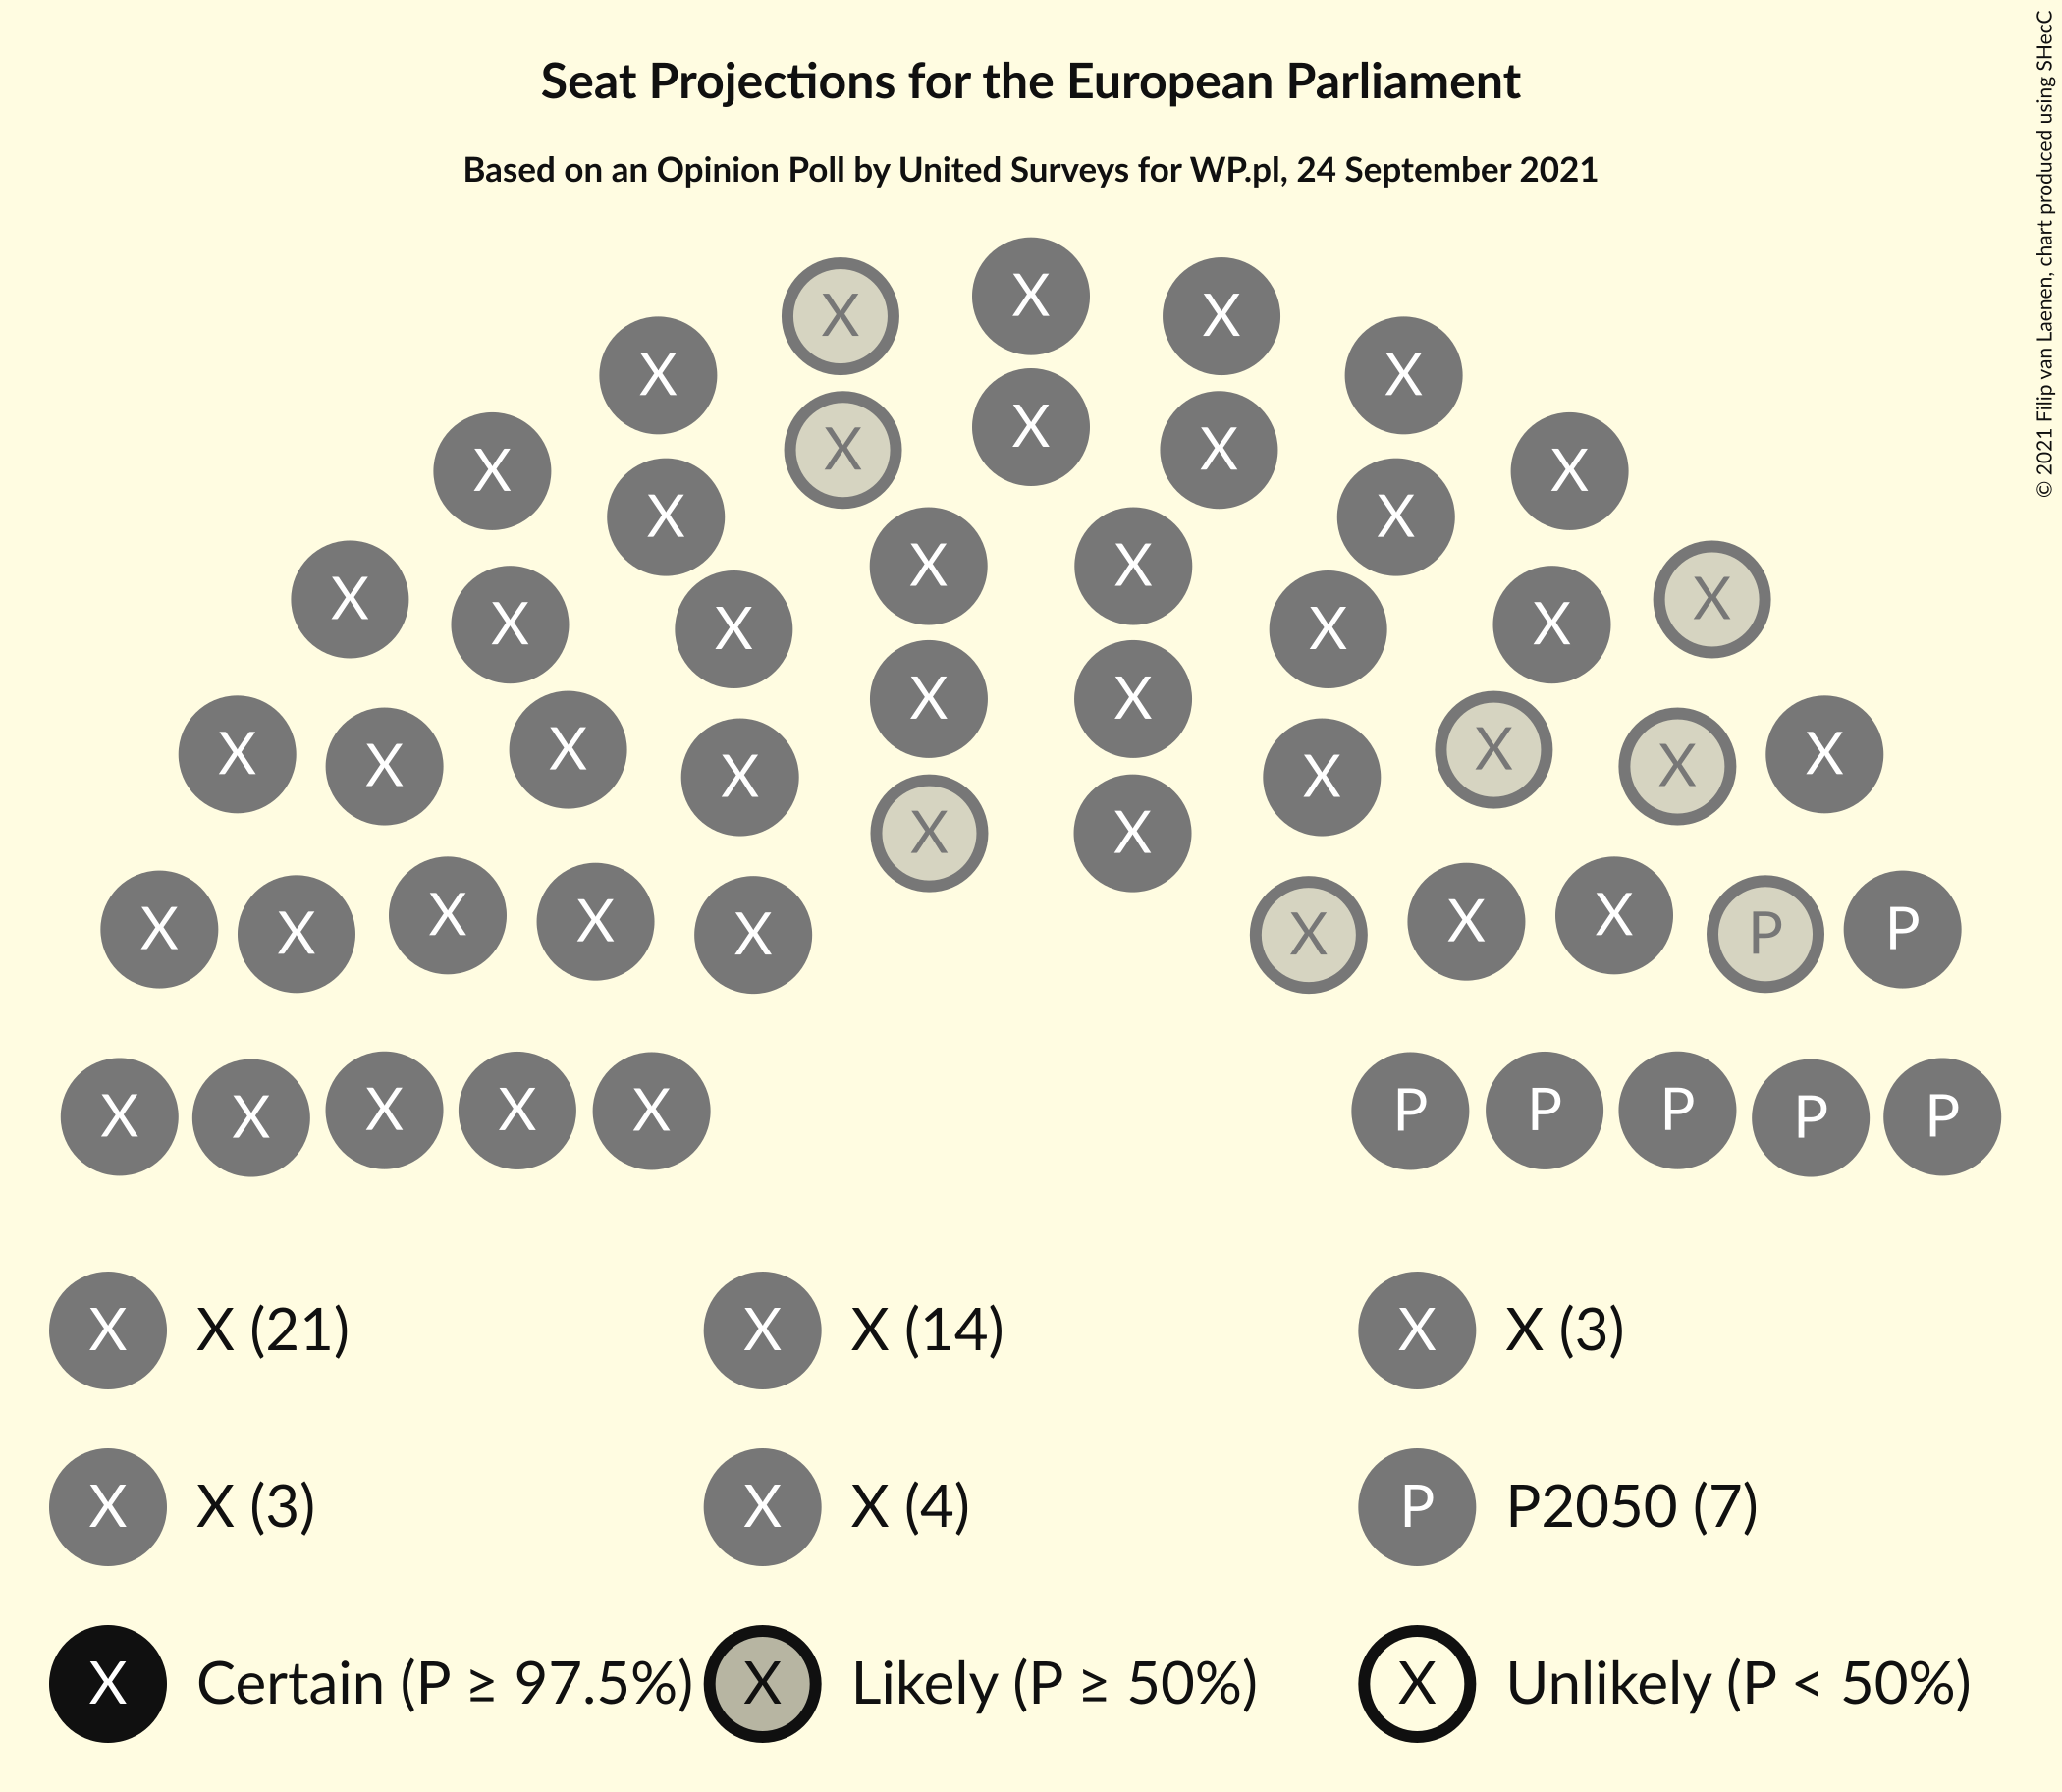 Seat Projections for the European Parliament
Based on an Opinion Poll by United Surveys for WP.pl, 24 September 2021
© 2021 Filip van Laenen, chart produced using SHecC
X
X X
X X
X
X X
X X
X X
X X
X X
X X
X X
X X
X X
X X
X X
X X
X X
X X X X X X X X P P
X X X X X P P P P P
X X (21) X X (14) X X (3)
X X (3) X X (4) P P2050 (7)
X Certain (P ≥ 97.5%) X Likely (P ≥ 50%) X Unlikely (P < 50%)